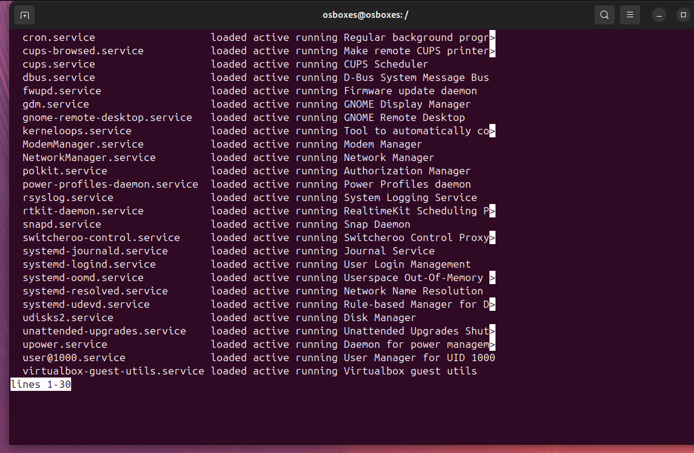 osboxes@osboxes: /
cron.service loaded active running Regular background progr>
cups-browsed.service loaded active running Make remote CUPS printer>
cups.service loaded active running CUPS Scheduler
dbus.service loaded active running D-Bus System Message Bus
fwupd.service loaded active running Firmware update daemon
gdm.service loaded active running GNOME Display Manager
gnome-remote-desktop.service loaded active running GNOME Remote Desktop
kerneloops.service loaded active running Tool to automatically co>
ModemManager.service loaded active running Modem Manager
NetworkManager.service loaded active running Network Manager
polkit.service loaded active running Authorization Manager
power-profiles-daemon.service loaded active running Power Profiles daemon
rsyslog.service loaded active running System Logging Service
rtkit-daemon.service loaded active running RealtimeKit Scheduling P>
snapd.service loaded active running Snap Daemon
switcheroo-control.service loaded active running Switcheroo Control Proxy>
systemd-journald.service loaded active running Journal Service
systemd-logind.service loaded active running User Login Management
systemd-oomd.service loaded active running Userspace Out-Of-Memory >
systemd-resolved.service loaded active running Network Name Resolution
systemd-udevd.service loaded active running Rule-based Manager for D>
udisks2.service loaded active running Disk Manager
unattended-upgrades.service loaded active running Unattended Upgrades Shut>
upower.service loaded active running Daemon for power managem>
user@1000.service loaded active running User Manager for UID 1000
virtualbox-guest-utils.service loaded active running Virtualbox guest utils
lines 1-30